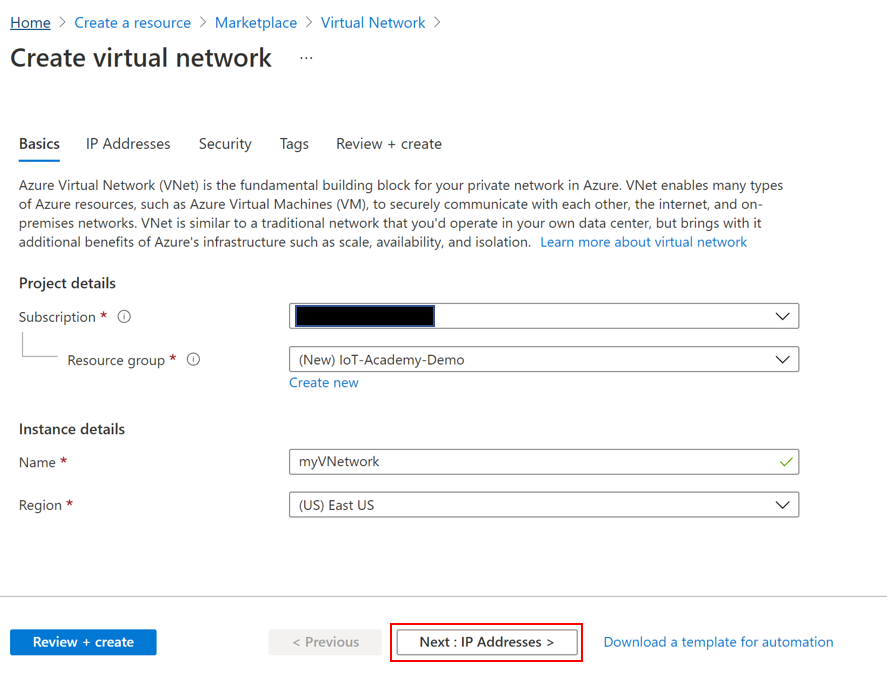 Home > Create a resource > Marketplace > Virtual Network >
Create virtual network ...
Basics IP Addresses Security Tags Review + create
Azure Virtual Network (VNet) is the fundamental building block for your private network in Azure. VNet enables many types
of Azure resources, such as Azure Virtual Machines (VM), to securely communicate with each other, the internet, and on-
premises networks. VNet is similar to a traditional network that you'd operate in your own data center, but brings with it
additional benefits of Azure's infrastructure such as scale, availability, and isolation. Learn more about virtual network
Project details
Subscription *
Resource group * (New) IoT-Academy-Demo
Create new
Instance details
Name * myVNetwork
Region * (US) East US
Review + create < Previous Next : IP Addresses > Download a template for automation